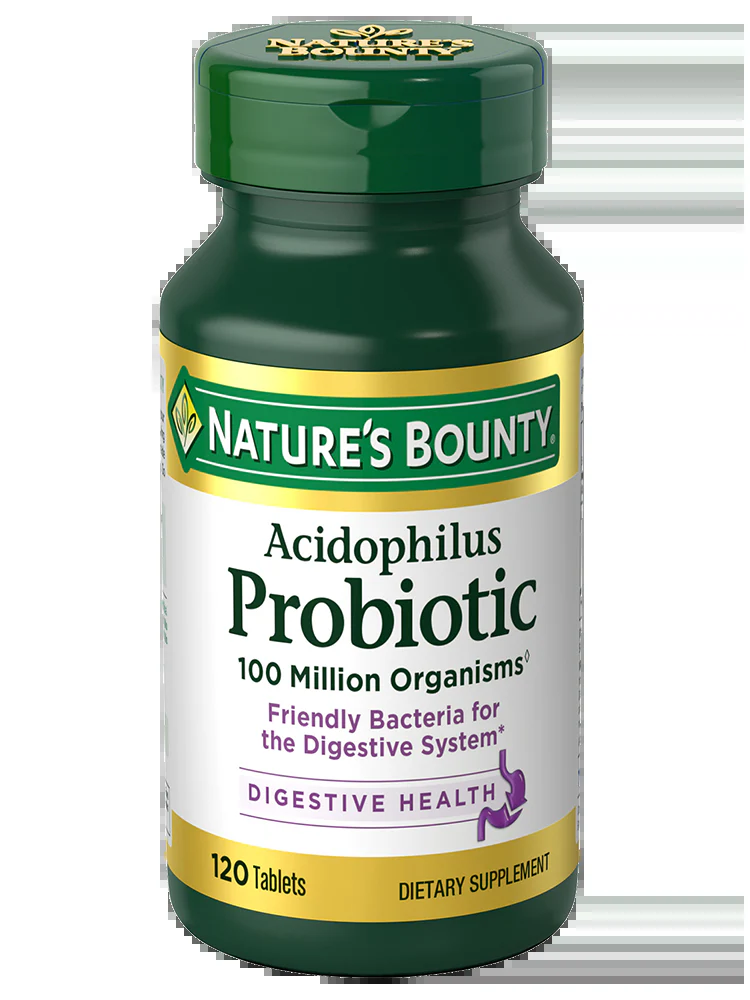 NATURE'S
BOUNTY
NATURE'S BOUNTY®
Acidophilus
Probiotic
100 Million Organisms◊
Friendly Bacteria for
the Digestive System*
DIGESTIVE HEALTH
120 Tablets
DIETARY SUPPLEMENT